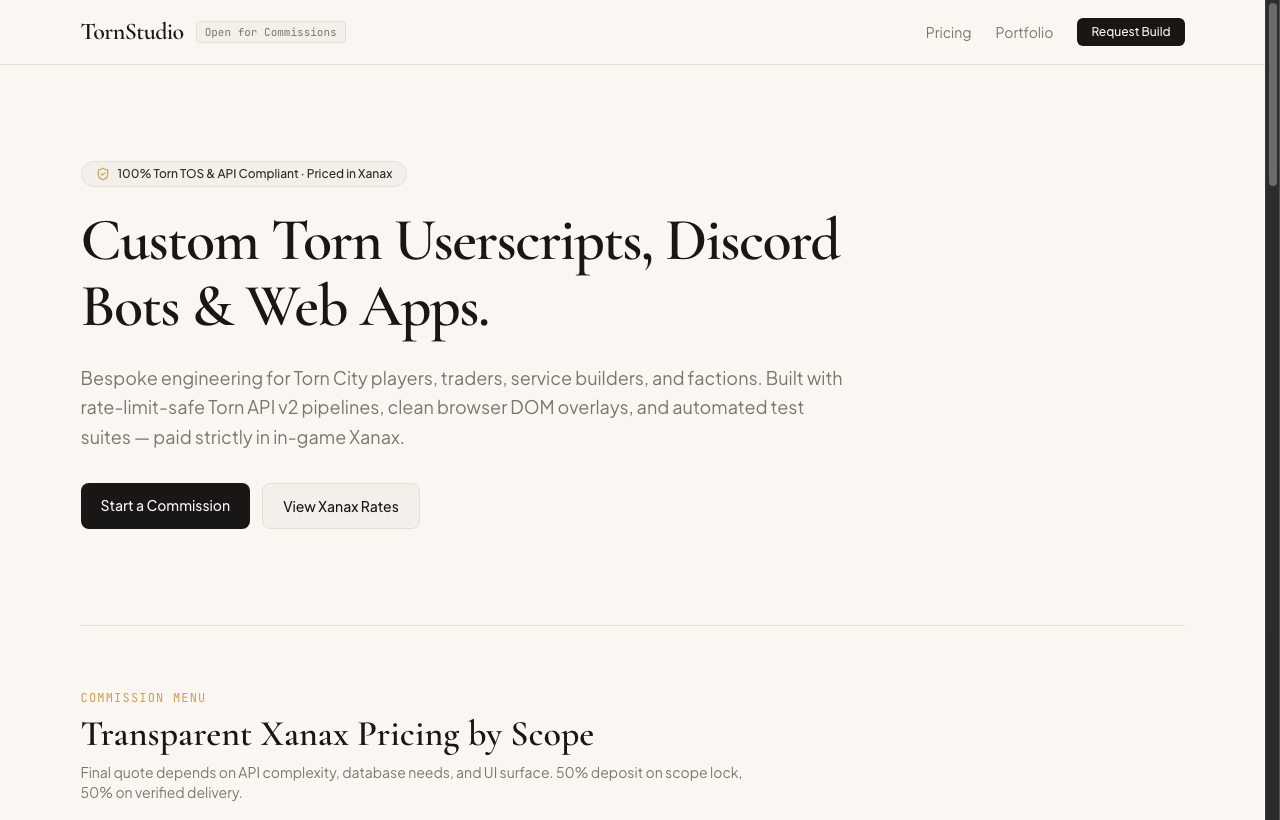 TornStudio
Open for Commissions
Pricing
Portfolio
Request Build
100% Torn TOS & API Compliant · Priced in Xanax
Custom Torn Userscripts, Discord
Bots & Web Apps.
Bespoke engineering for Torn City players, traders, service builders, and factions. Built with
rate-limit-safe Torn API v2 pipelines, clean browser DOM overlays, and automated test
suites — paid strictly in in-game Xanax.
Start a Commission
View Xanax Rates
COMMISSION MENU
Transparent Xanax Pricing by Scope
Final quote depends on API complexity, database needs, and UI surface. 50% deposit on scope lock,
50% on verified delivery.